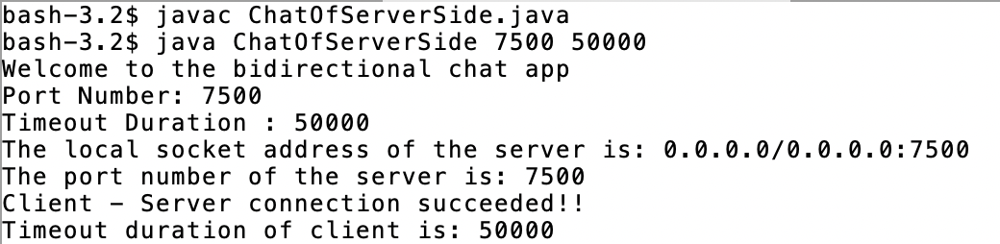 bash-3.2$ javac ChatOfServerSide.java
bash-3.2$ java ChatOfServerSide 7500 50000
Welcome to the bidirectional chat app
Port Number: 7500
Timeout Duration : 50000
The local socket address of the server is: 0.0.0.0/0.0.0.0:7500
The port number of the server is: 7500
Client - Server connection succeeded!!
Timeout duration of client is: 50000